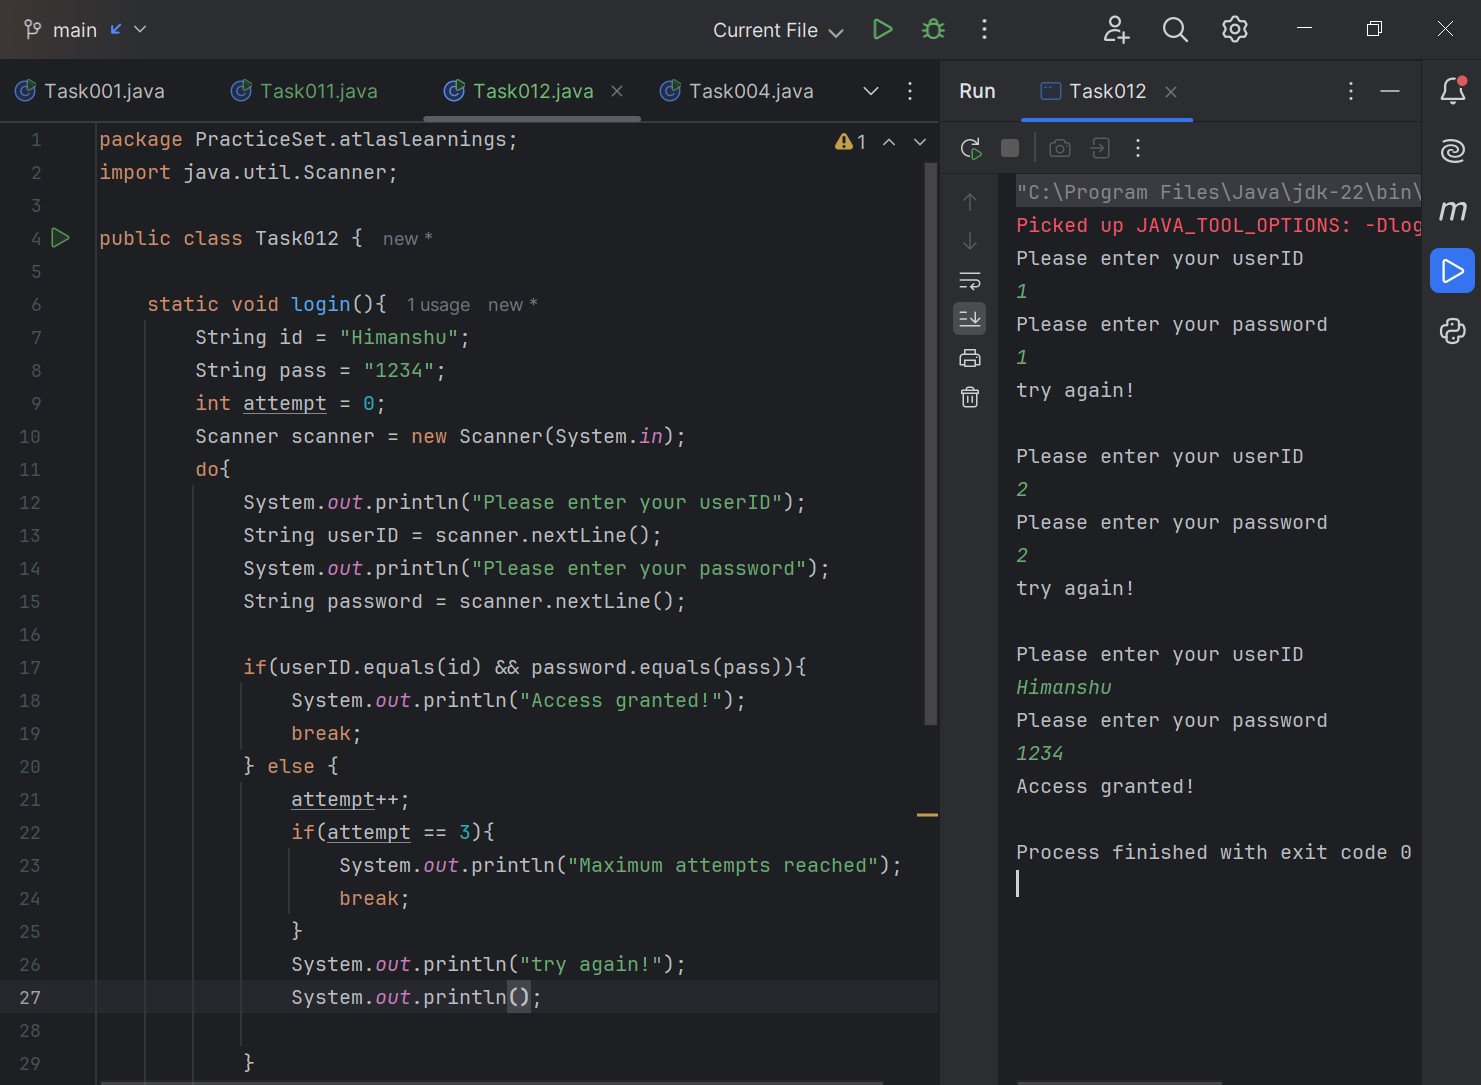 main
Current File
Task001.java
Task011.java
Task012.java
Task004.java
1 package PracticeSet.atlaslearnings;
2 import java.util.Scanner;
3
4 public class Task012 { new *
5
6 static void login(){ 1 usage new *
7 String id = "Himanshu";
8 String pass = "1234";
9 int attempt = 0;
10 Scanner scanner = new Scanner(System.in);
11 do{
12 System.out.println("Please enter your userID");
13 String userID = scanner.nextLine();
14 System.out.println("Please enter your password");
15 String password = scanner.nextLine();
16
17 if(userID.equals(id) && password.equals(pass)){
18 System.out.println("Access granted!");
19 break;
20 } else {
21 attempt++;
22 if(attempt == 3){
23 System.out.println("Maximum attempts reached");
24 break;
25 }
26 System.out.println("try again!");
27 System.out.println();
28
29 }
1
Run
Task012
"C:\Program Files\Java\jdk-22\bin\
Picked up JAVA_TOOL_OPTIONS: -Dlog
Please enter your userID
1
Please enter your password
1
try again!
Please enter your userID
2
Please enter your password
2
try again!
Please enter your userID
Himanshu
Please enter your password
1234
Access granted!
Process finished with exit code 0
m